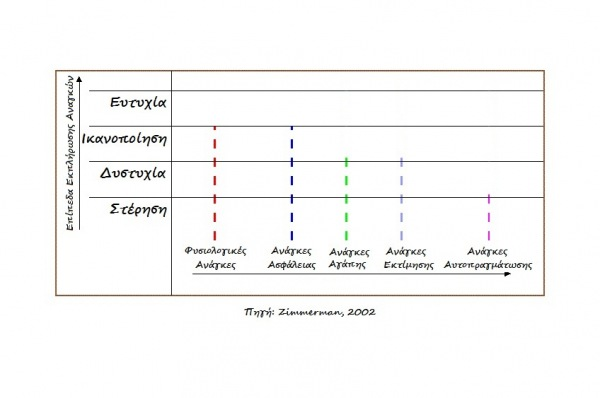 Επίπεδα Εκπλήρωσης Αναγκών
Ευτυχία
Ικανοποίηση
Δυστυχία
Στέρηση
Φυσιολογικές
Ανάγκες
Ανάγκες
Ασφάλειας
Ανάγκες
Αγάπης
Ανάγκες
Εκτίμησης
Ανάγκες
Αυτοπραγμάτωσης
Πηγή: Zimmerman, 2002